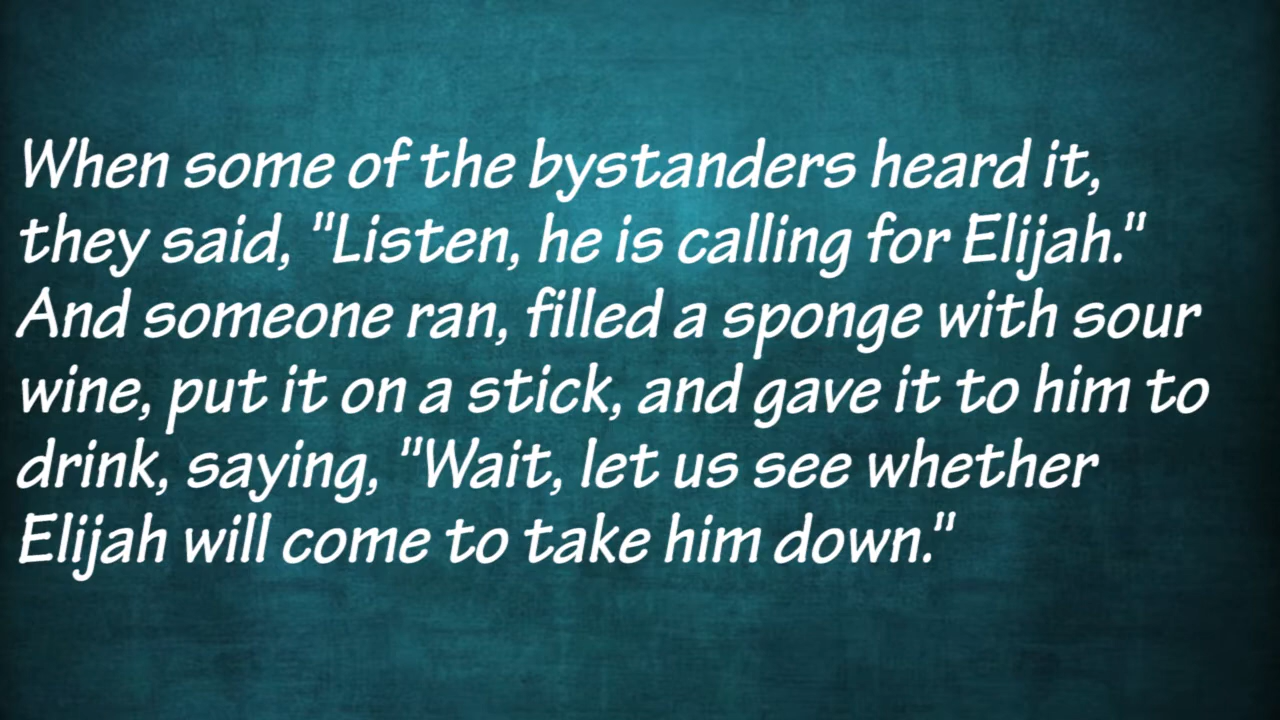 When some of the bystanders heard it,
they said, "Listen, he is calling for Elijah."
And someone ran, filled a sponge with sour
wine, put it on a stick, and gave it to him to
drink, saying, "Wait, let us see whether
Elijah will come to take him down."